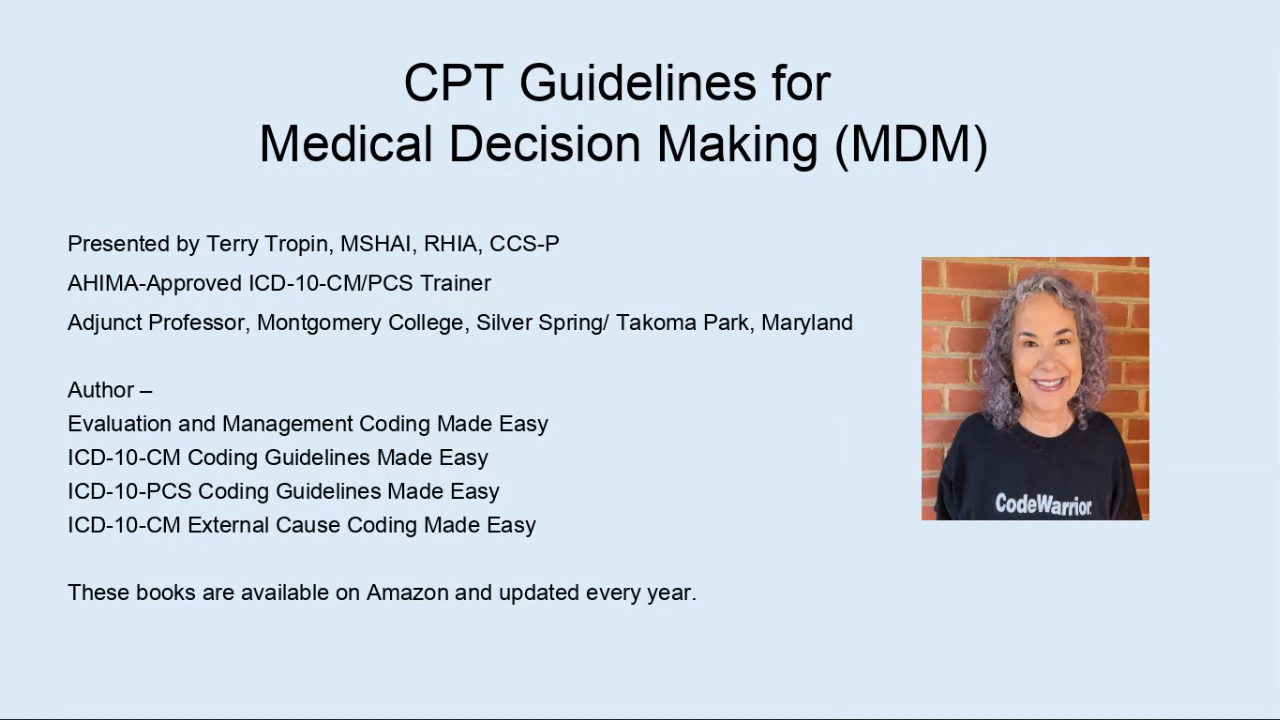 CPT Guidelines for
Medical Decision Making (MDM)
Presented by Terry Tropin, MSHAI, RHIA, CCS-P
AHIMA-Approved ICD-10-CM/PCS Trainer
Adjunct Professor, Montgomery College, Silver Spring/ Takoma Park, Maryland
Author –
Evaluation and Management Coding Made Easy
ICD-10-CM Coding Guidelines Made Easy
ICD-10-PCS Coding Guidelines Made Easy
ICD-10-CM External Cause Coding Made Easy
These books are available on Amazon and updated every year.
CodeWarrior